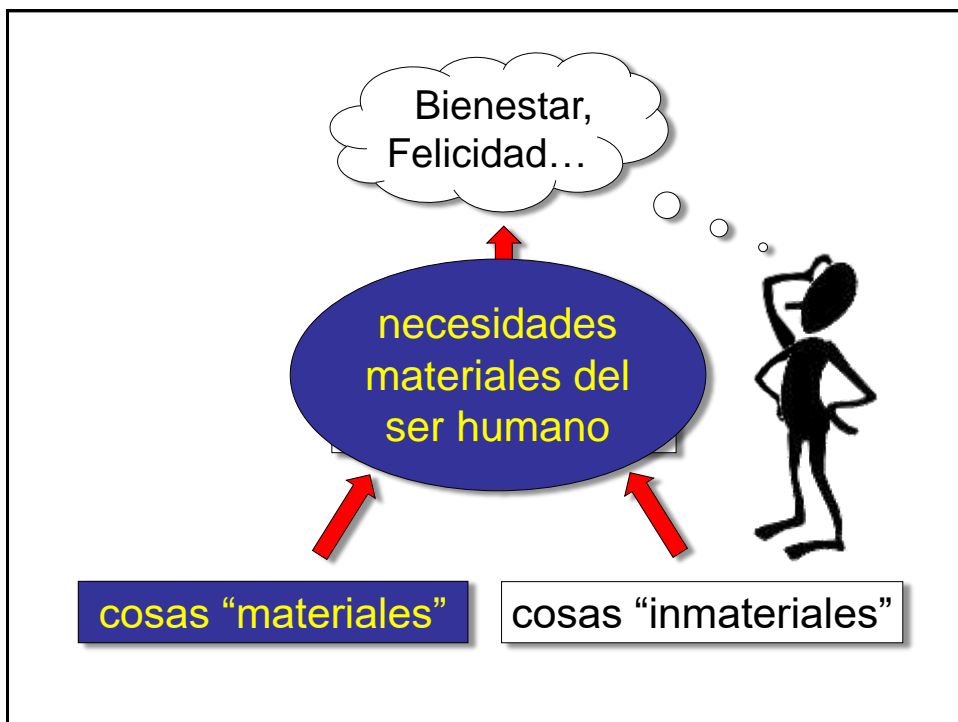 Bienestar,
Felicidad…
necesidades
materiales del
ser humano
cosas “materiales”
cosas “inmateriales”